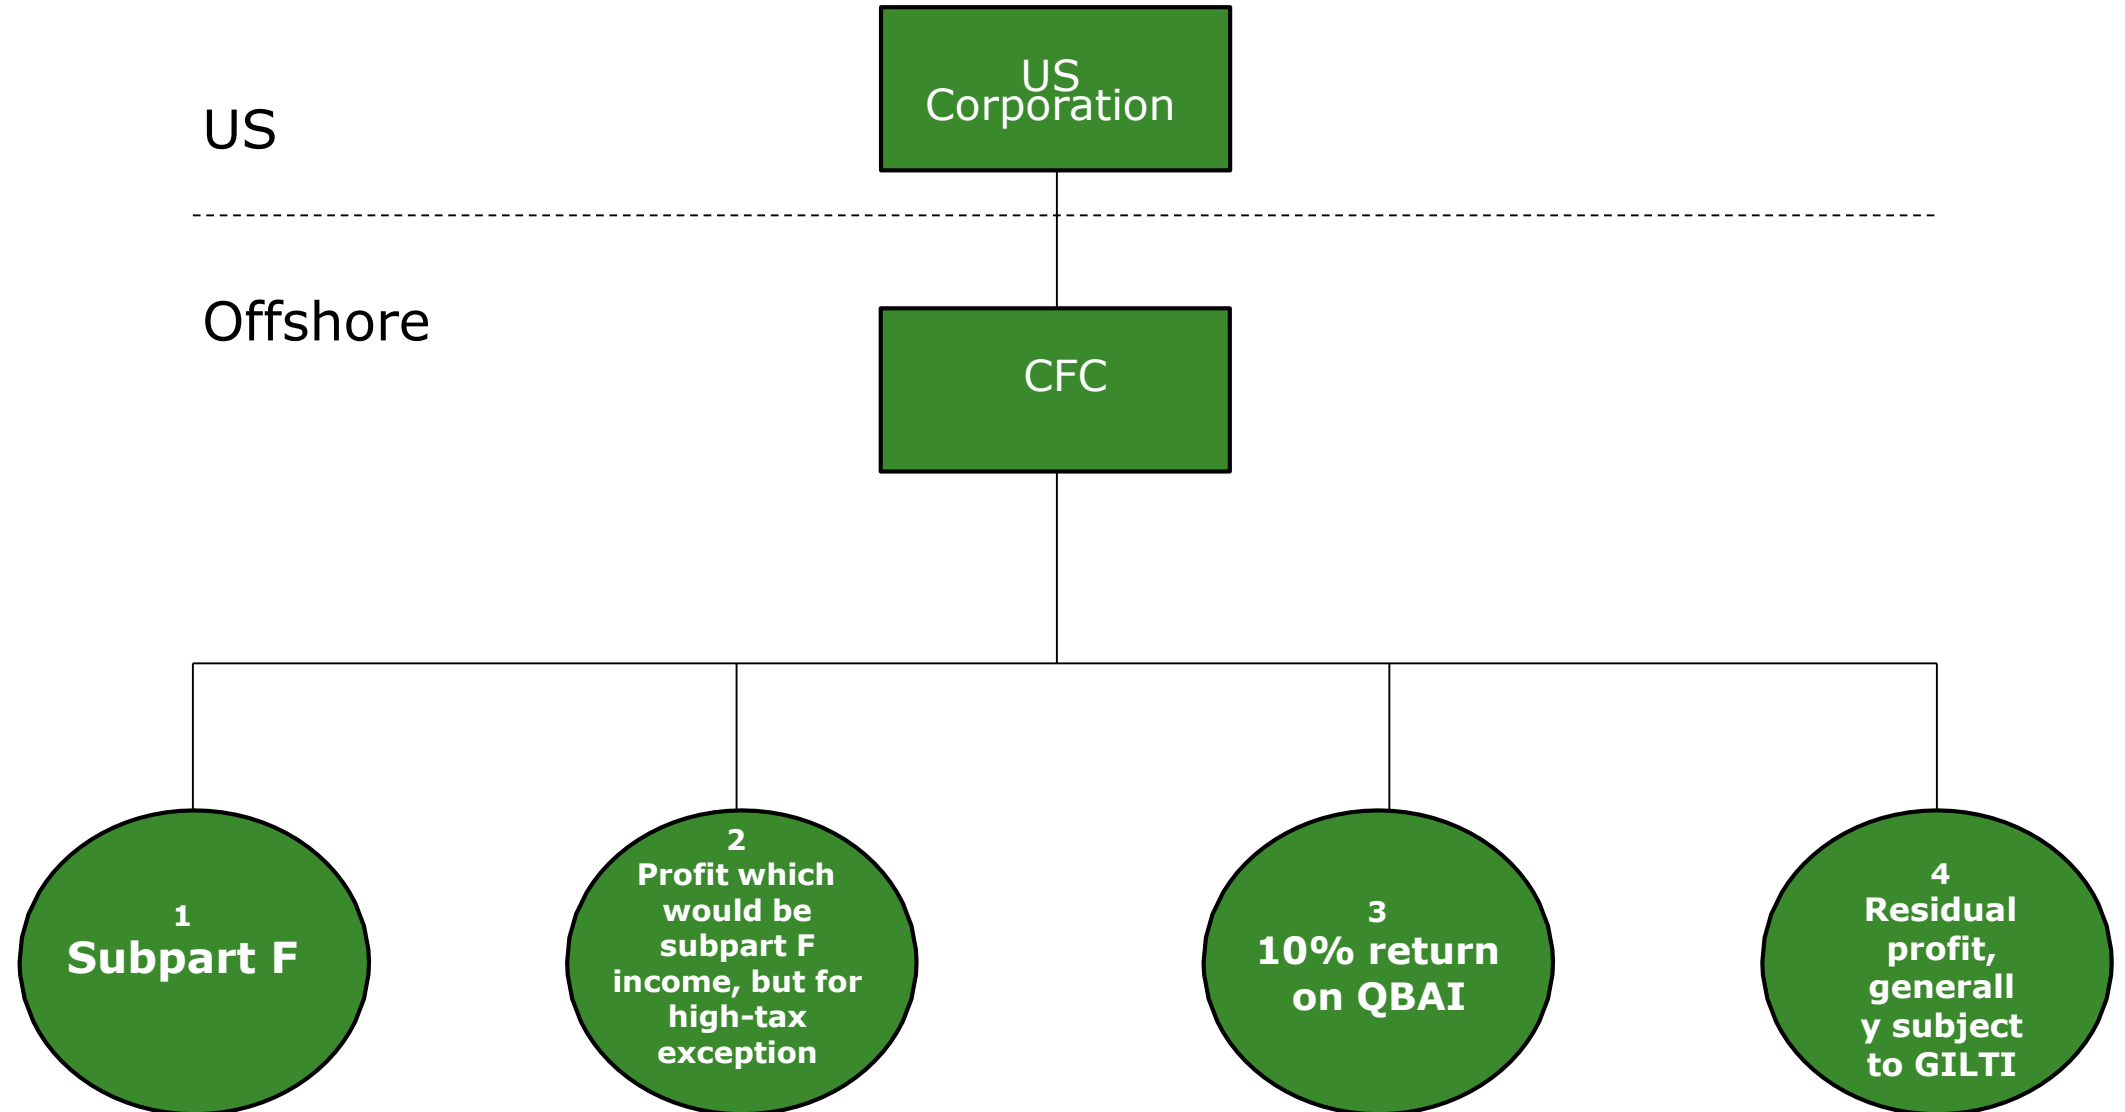 US
Corporation
US
Offshore
CFC
1
Subpart F
2
Profit which
would be
subpart F
income, but for
high-tax
exception
3
10% return
on QBAI
4
Residual
profit,
generall
y subject
to GILTI